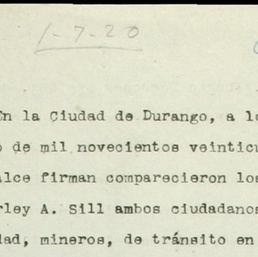 1-7-20
En la Ciudad de Durango, a lo
o de mil novecientos veinticu
alce firman comparecieron los
rley A. Sill ambos ciudadanos
dad, mineros, de tránsito en